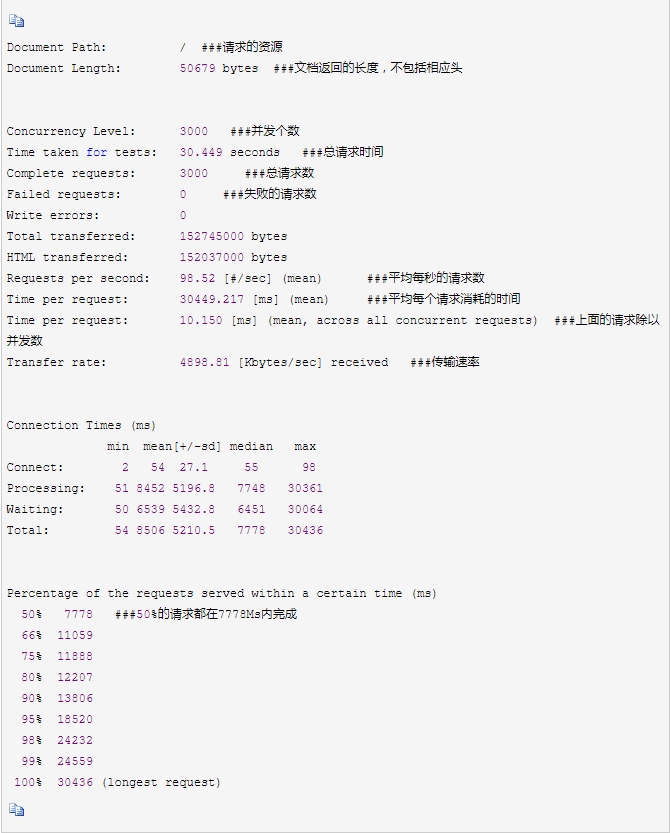 Document Path:          /  ###请求的资源
Document Length:        50679 bytes  ###文档返回的长度，不包括相应头
Concurrency Level:      3000   ###并发个数
Time taken for tests:   30.449 seconds   ###总请求时间
Complete requests:      3000     ###总请求数
Failed requests:        0     ###失败的请求数
Write errors:           0
Total transferred:      152745000 bytes
HTML transferred:       152037000 bytes
Requests per second:    98.52 [#/sec] (mean)      ###平均每秒的请求数
Time per request:       30449.217 [ms] (mean)     ###平均每个请求消耗的时间
Time per request:       10.150 [ms] (mean, across all concurrent requests)  ###上面的请求除以
并发数
Transfer rate:          4898.81 [Kbytes/sec] received   ###传输速率
Connection Times (ms)
              min  mean[+/-sd] median   max
Connect:        2   54  27.1     55      98
Processing:    51 8452 5196.8   7748   30361
Waiting:       50 6539 5432.8   6451   30064
Total:         54 8506 5210.5   7778   30436
Percentage of the requests served within a certain time (ms)
  50%   7778   ###50%的请求都在7778Ms内完成
  66%  11059
  75%  11888
  80%  12207
  90%  13806
  95%  18520
  98%  24232
  99%  24559
 100%  30436 (longest request)